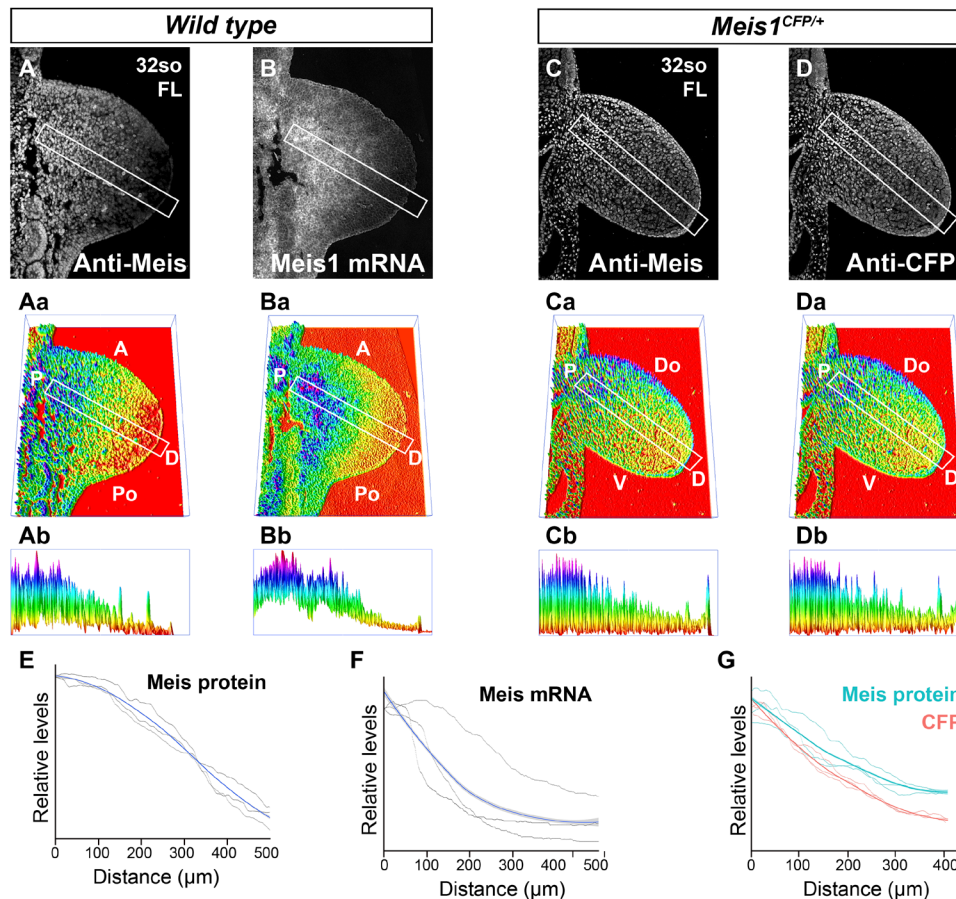 Wild type
Meis1CFP/+
A
32so
FL
Anti-Meis
B
Meis1 mRNA
C
32so
FL
Anti-Meis
D
Anti-CFP
Aa
A
P
D
Po
Ba
A
P
D
Po
Ca
Do
P
D
V
Da
Do
P
D
V
Ab
Bb
Cb
Db
E
Meis protein
Relative levels
0 100 200 300 400 500
Distance (µm)
F
Meis mRNA
Relative levels
0 100 200 300 400 500
Distance (µm)
G
Meis protein
CFP
Relative levels
0 100 200 300 400
Distance (µm)